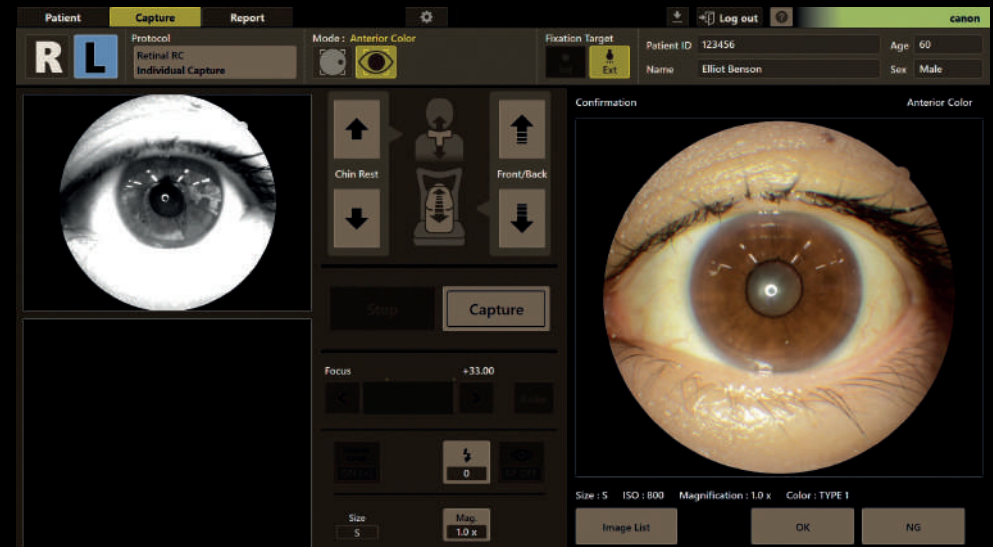 Patient
Capture
Report
Log out
?
canon
R
L
Protocol
Retinal RC
Individual Capture
Mode : Anterior Color
Fixation Target
Ext
Patient ID
123456
Age
60
Name
Elliot Benson
Sex
Male
Chin Rest
Front/Back
Stop
Capture
Focus
+33.00
<
>
0
Size
S
Mag.
1.0 x
Confirmation
Anterior Color
Size : S ISO : 800 Magnification : 1.0 x Color : TYPE 1
Image List
OK
NG